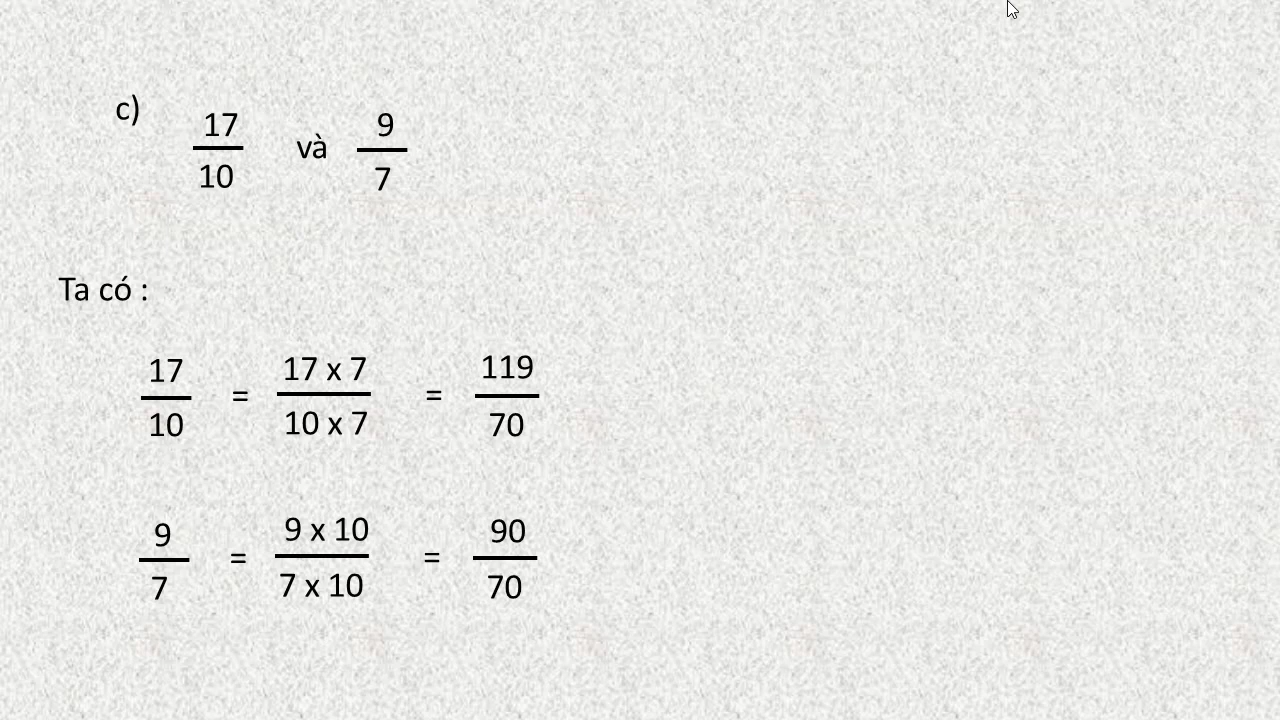 c) 17/10 và 9/7
Ta có :
17/10 = 17 x 7/10 x 7 = 119/70
9/7 = 9 x 10/7 x 10 = 90/70